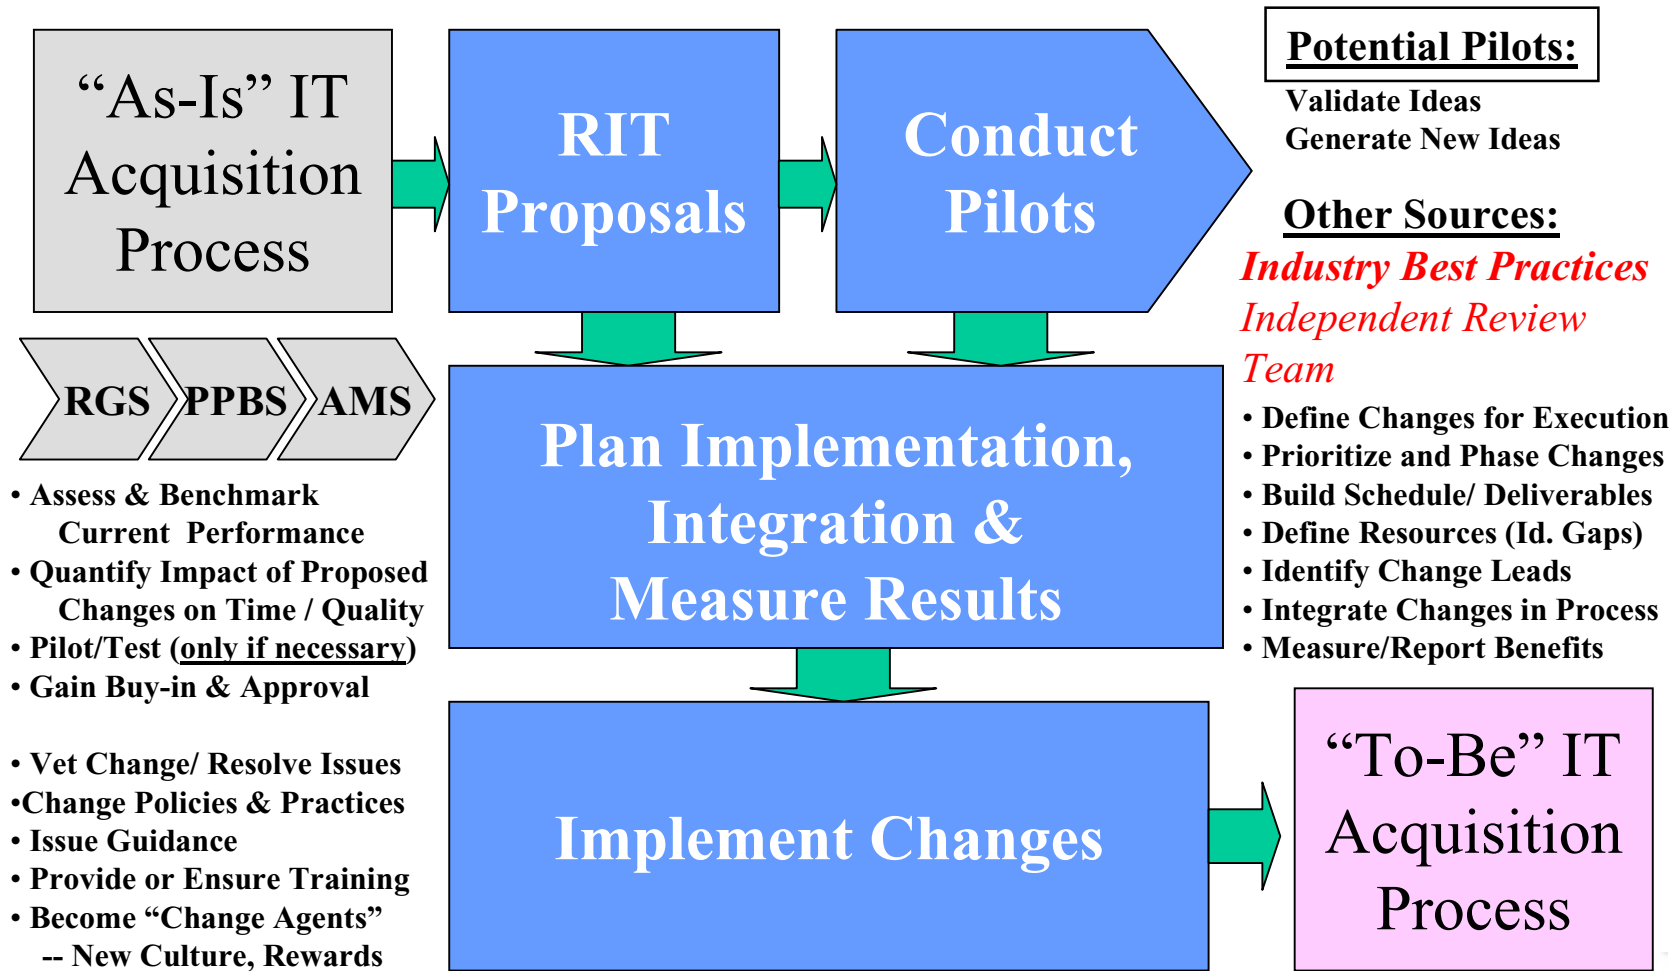 “As-Is” IT
Acquisition
Process
RIT
Proposals
Conduct
Pilots
Potential Pilots:
Validate Ideas
Generate New Ideas
Other Sources:
Industry Best Practices
Independent Review
Team
RGS
PPBS
AMS
• Assess & Benchmark
Current Performance
• Quantify Impact of Proposed
Changes on Time / Quality
• Pilot/Test (only if necessary)
• Gain Buy-in & Approval
Plan Implementation,
Integration &
Measure Results
• Define Changes for Execution
• Prioritize and Phase Changes
• Build Schedule/ Deliverables
• Define Resources (Id. Gaps)
• Identify Change Leads
• Integrate Changes in Process
• Measure/Report Benefits
• Vet Change/ Resolve Issues
•Change Policies & Practices
• Issue Guidance
• Provide or Ensure Training
• Become “Change Agents”
-- New Culture, Rewards
Implement Changes
“To-Be” IT
Acquisition
Process